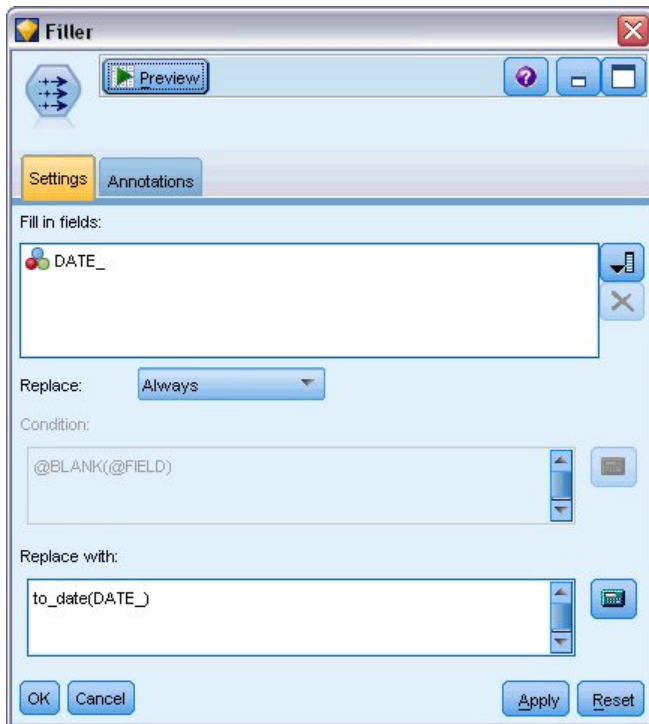 Filler
Preview
Settings Annotations
Fill in fields:
DATE_
Replace: Always
Condition:
@BLANK(@FIELD)
Replace with:
to_date(DATE_)
OK Cancel Apply Reset